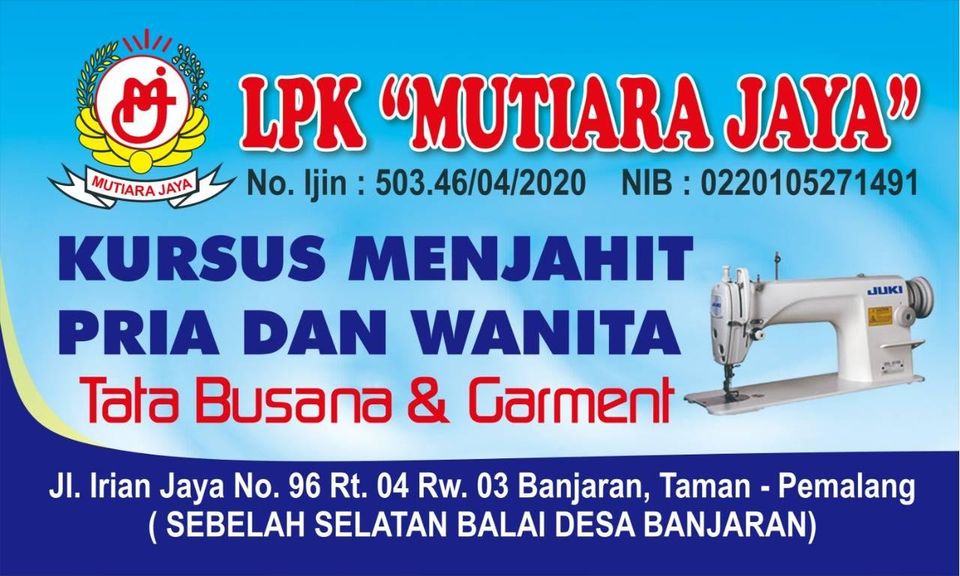 LPK "MUTIARA JAYA"
MJ
MUTIARA JAYA
No. Ijin : 503.46/04/2020 NIB : 0220105271491
KURSUS MENJAHIT
PRIA DAN WANITA
JUKI
Tata Busana & Garment
Jl. Irian Jaya No. 96 Rt. 04 Rw. 03 Banjaran, Taman - Pemalang
( SEBELAH SELATAN BALAI DESA BANJARAN)